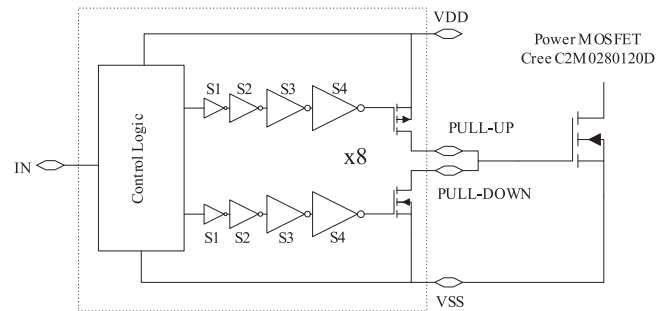 VDD
Power MOSFET
Cree C2M0280120D
S1 S2 S3 S4
Control Logic
PULL-UP
x8
IN
PULL-DOWN
S1 S2 S3 S4
VSS